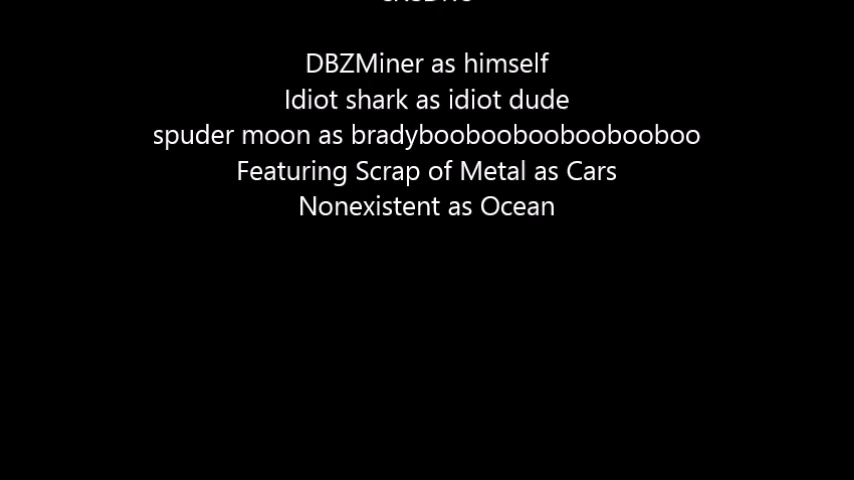 DBZMiner as himself
Idiot shark as idiot dude
spuder moon as bradybooboobooboobooboo
Featuring Scrap of Metal as Cars
Nonexistent as Ocean